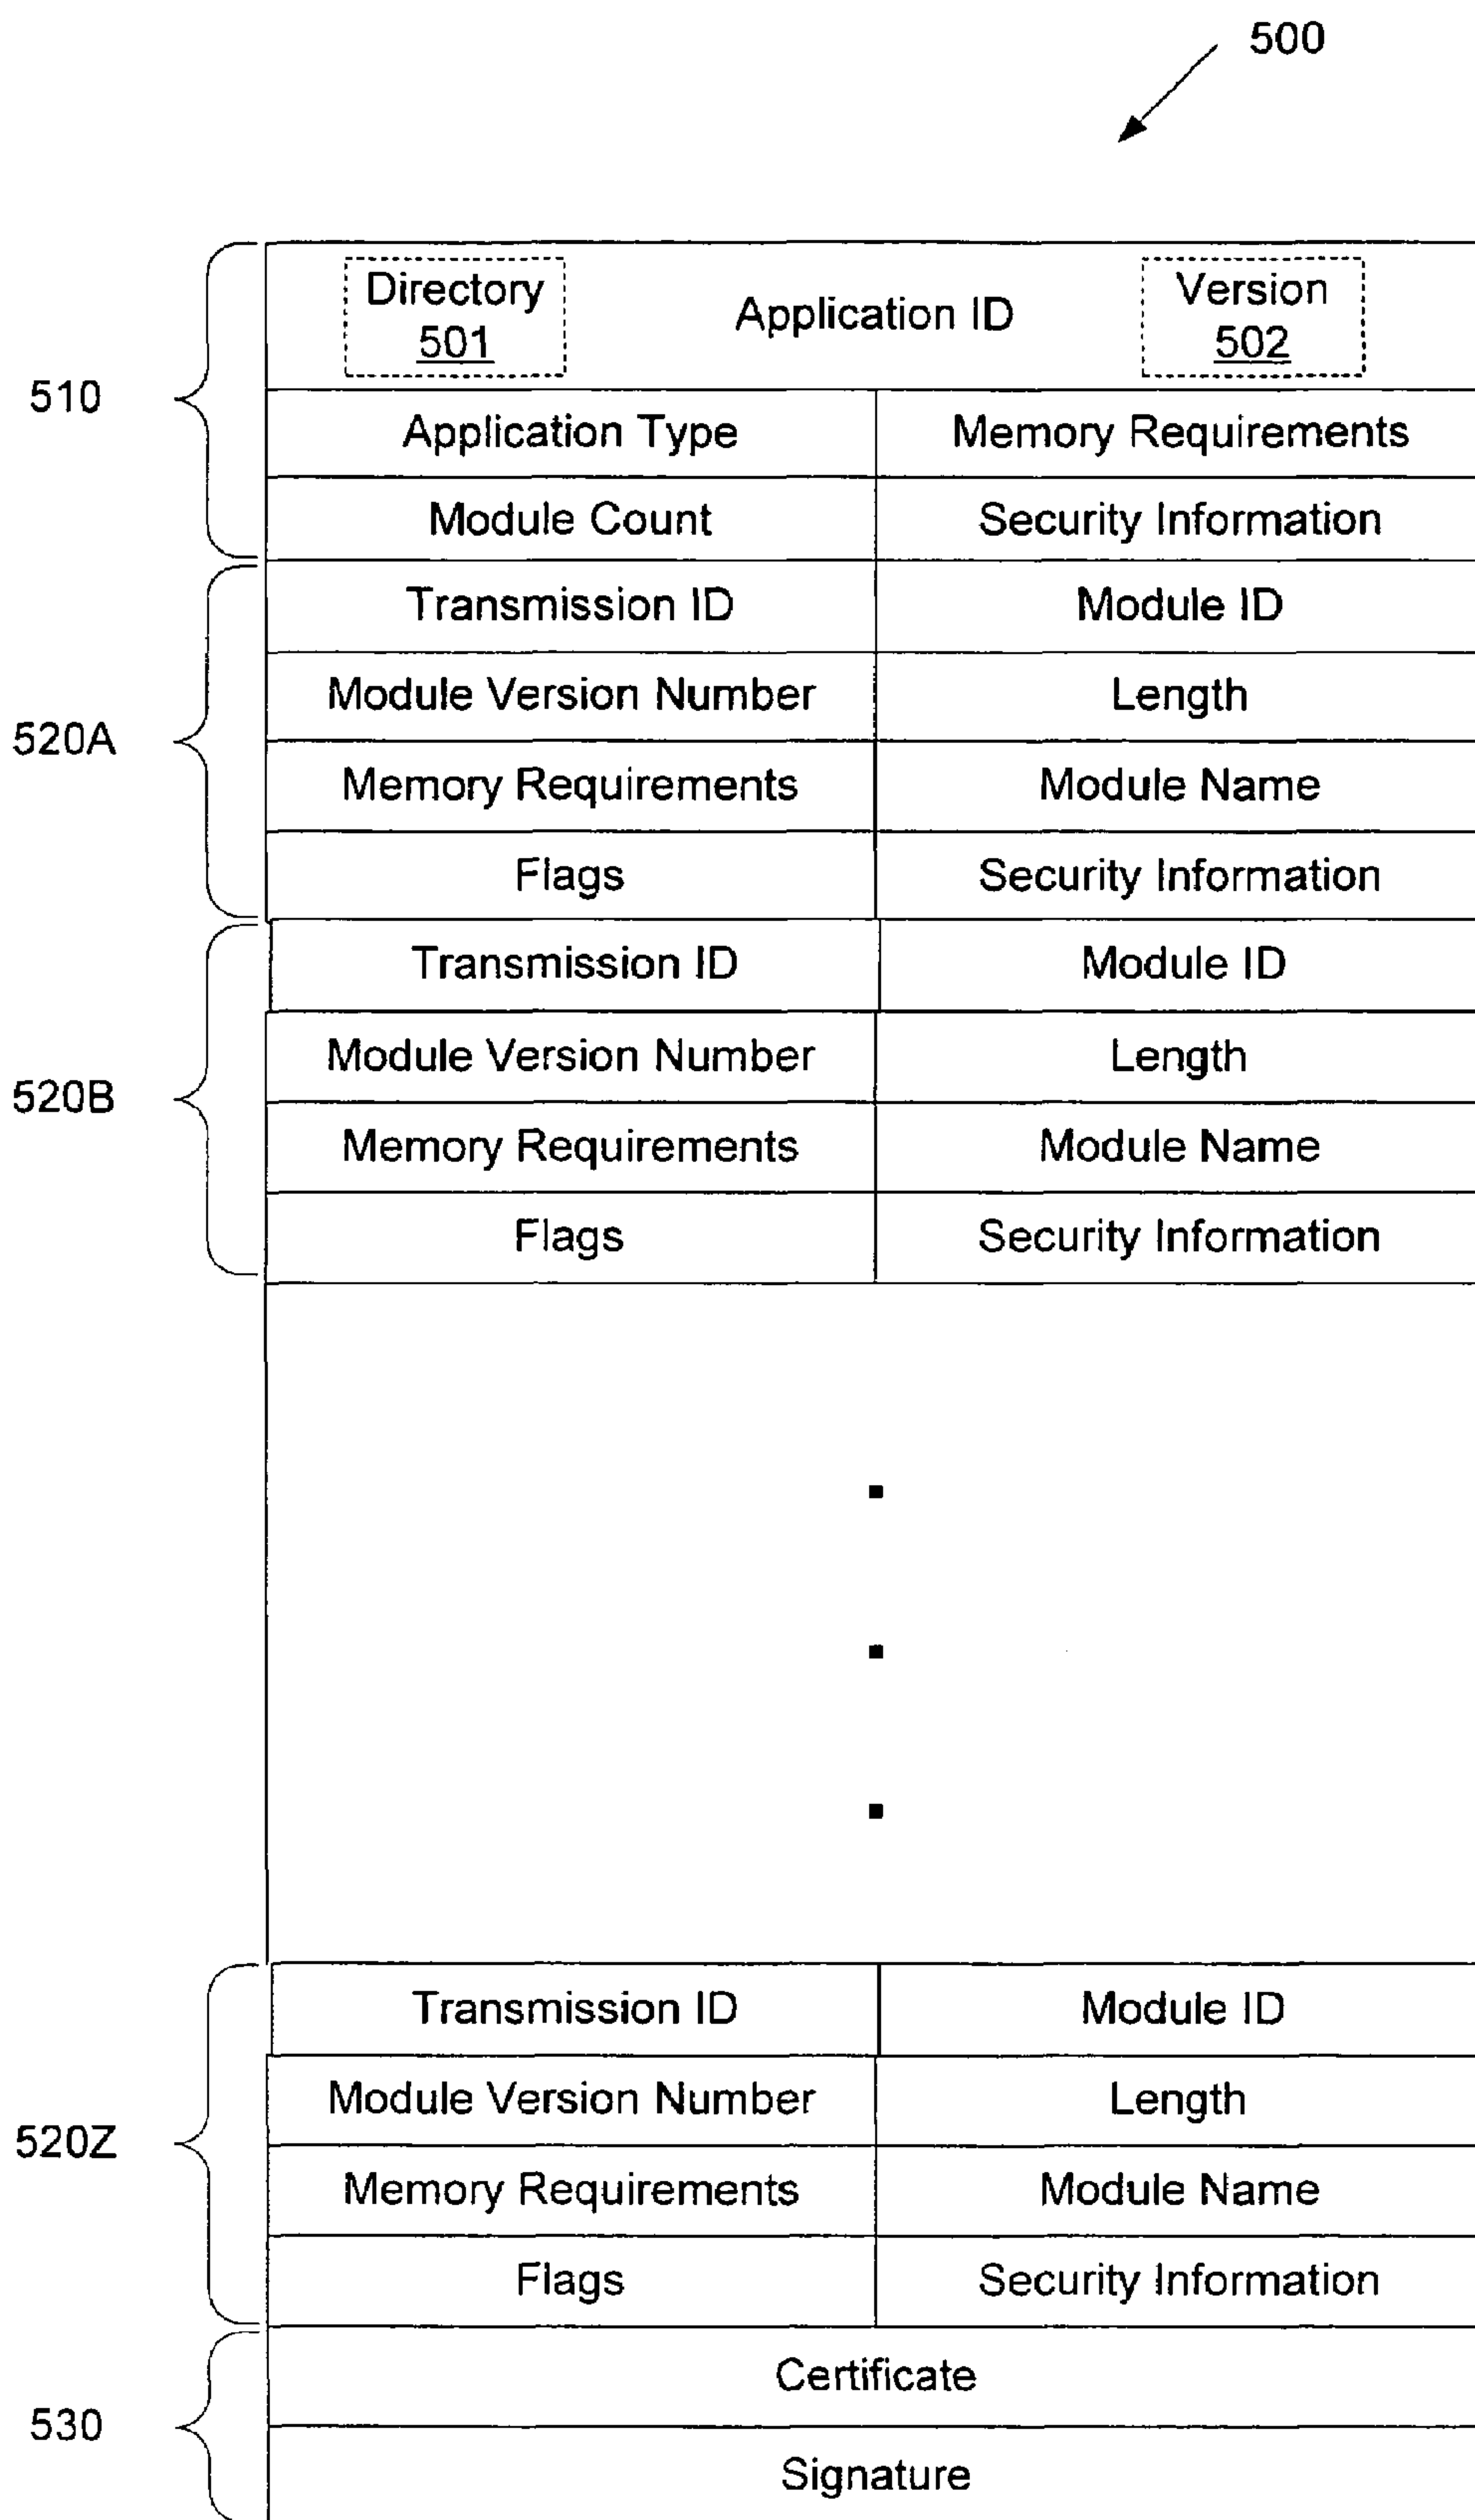 500
Directory
501
Application ID
Version
502
510
Application Type Memory Requirements
Module Count Security Information
Transmission ID Module ID
Module Version Number Length
520A
Memory Requirements Module Name
Flags Security Information
Transmission ID Module ID
Module Version Number Length
520B
Memory Requirements Module Name
Flags Security Information
Transmission ID Module ID
Module Version Number Length
520Z
Memory Requirements Module Name
Flags Security Information
Certificate
530
Signature